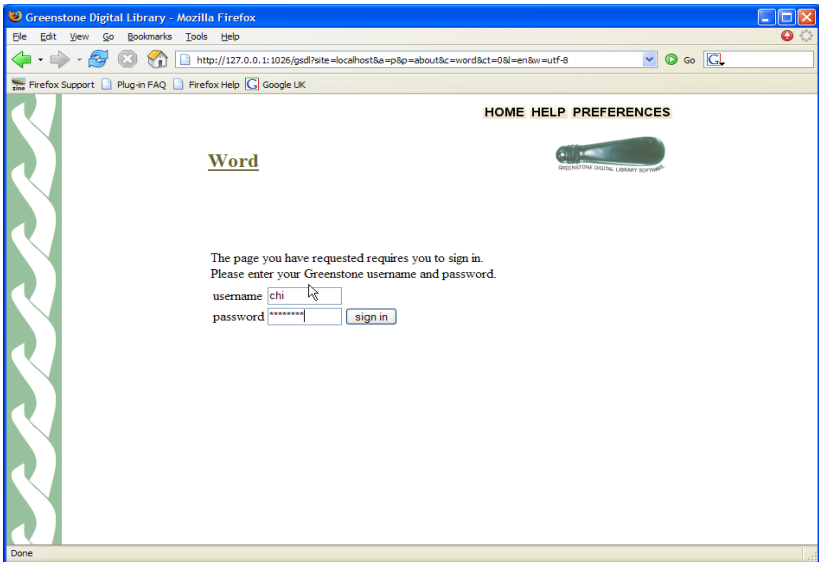 Greenstone Digital Library - Mozilla Firefox
File Edit View Go Bookmarks Tools Help
http://127.0.0.1:1026/gsdl?site=localhost&a=p&p=about&c=word&ct=0&l=en&w=utf-8 Go G
zine Firefox Support Plug-in FAQ Firefox Help G Google UK
HOME HELP PREFERENCES
Word
GREENSTONE DIGITAL LIBRARY SOFTWARE
The page you have requested requires you to sign in.
Please enter your Greenstone username and password.
username chi
password ******** sign in
Done